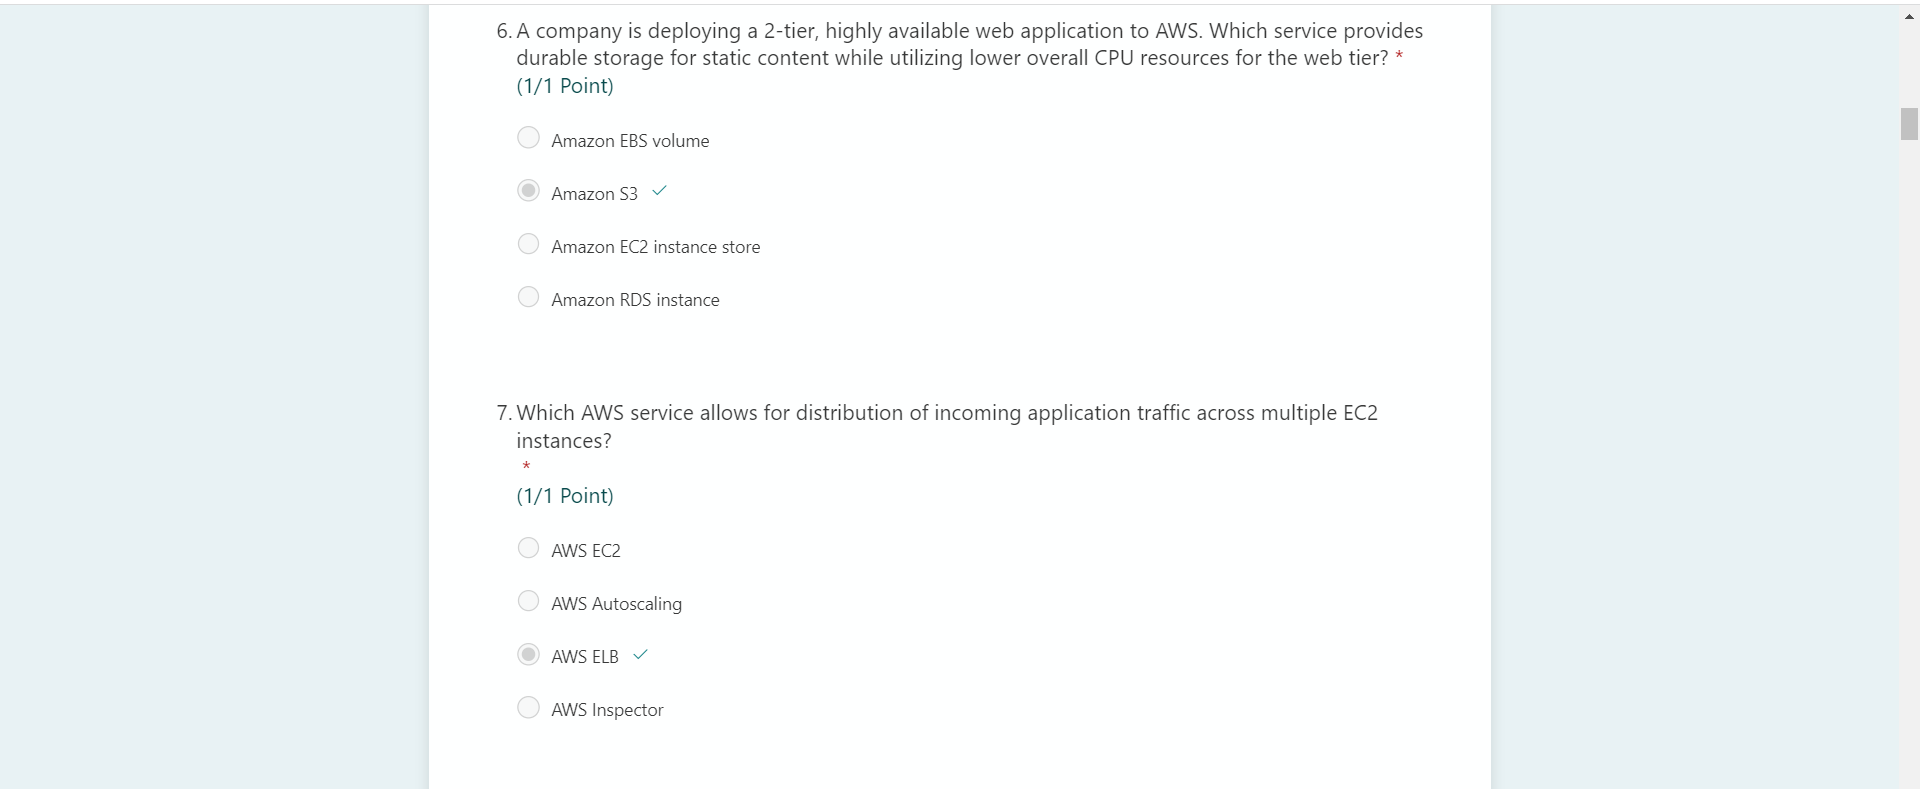 6. A company is deploying a 2-tier, highly available web application to AWS. Which service provides
durable storage for static content while utilizing lower overall CPU resources for the web tier? *
(1/1 Point)
Amazon EBS volume
Amazon S3
Amazon EC2 instance store
Amazon RDS instance
7. Which AWS service allows for distribution of incoming application traffic across multiple EC2
instances?
*
(1/1 Point)
AWS EC2
AWS Autoscaling
AWS ELB
AWS Inspector